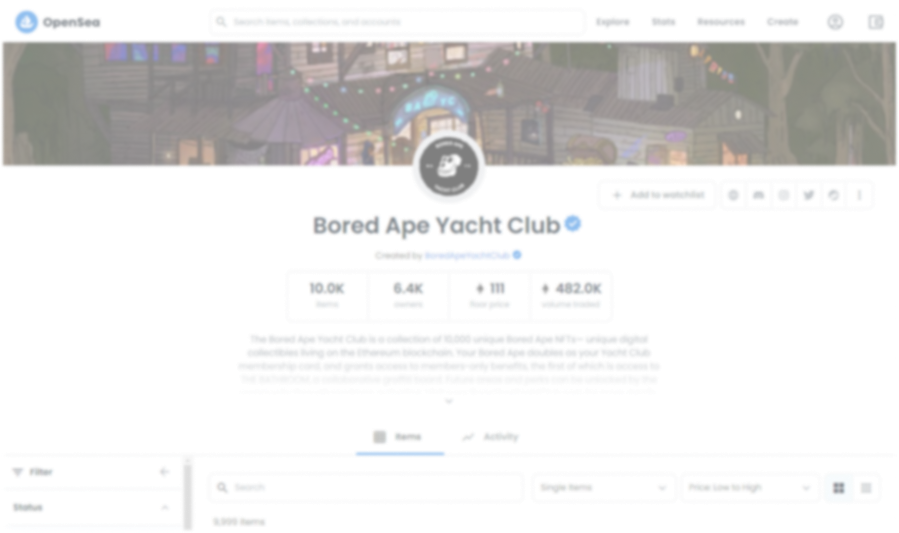 OpenSea
Search items, collections, and accounts
Explore
Stats
Resources
Create
BAYC
BORED APE
YACHT CLUB
Add to watchlist
Bored Ape Yacht Club
Created by BoredApeYachtClub
10.0K
items
6.4K
owners
111
floor price
482.0K
volume traded
The Bored Ape Yacht Club is a collection of 10,000 unique Bored Ape NFTs— unique digital
collectibles living on the Ethereum blockchain. Your Bored Ape doubles as your Yacht Club
membership card, and grants access to members-only benefits, the first of which is access to
THE BATHROOM, a collaborative graffiti board. Future areas and perks can be unlocked by the
Items
Activity
Filter
Status
Search
Single Items
Price: Low to High
9,995 items